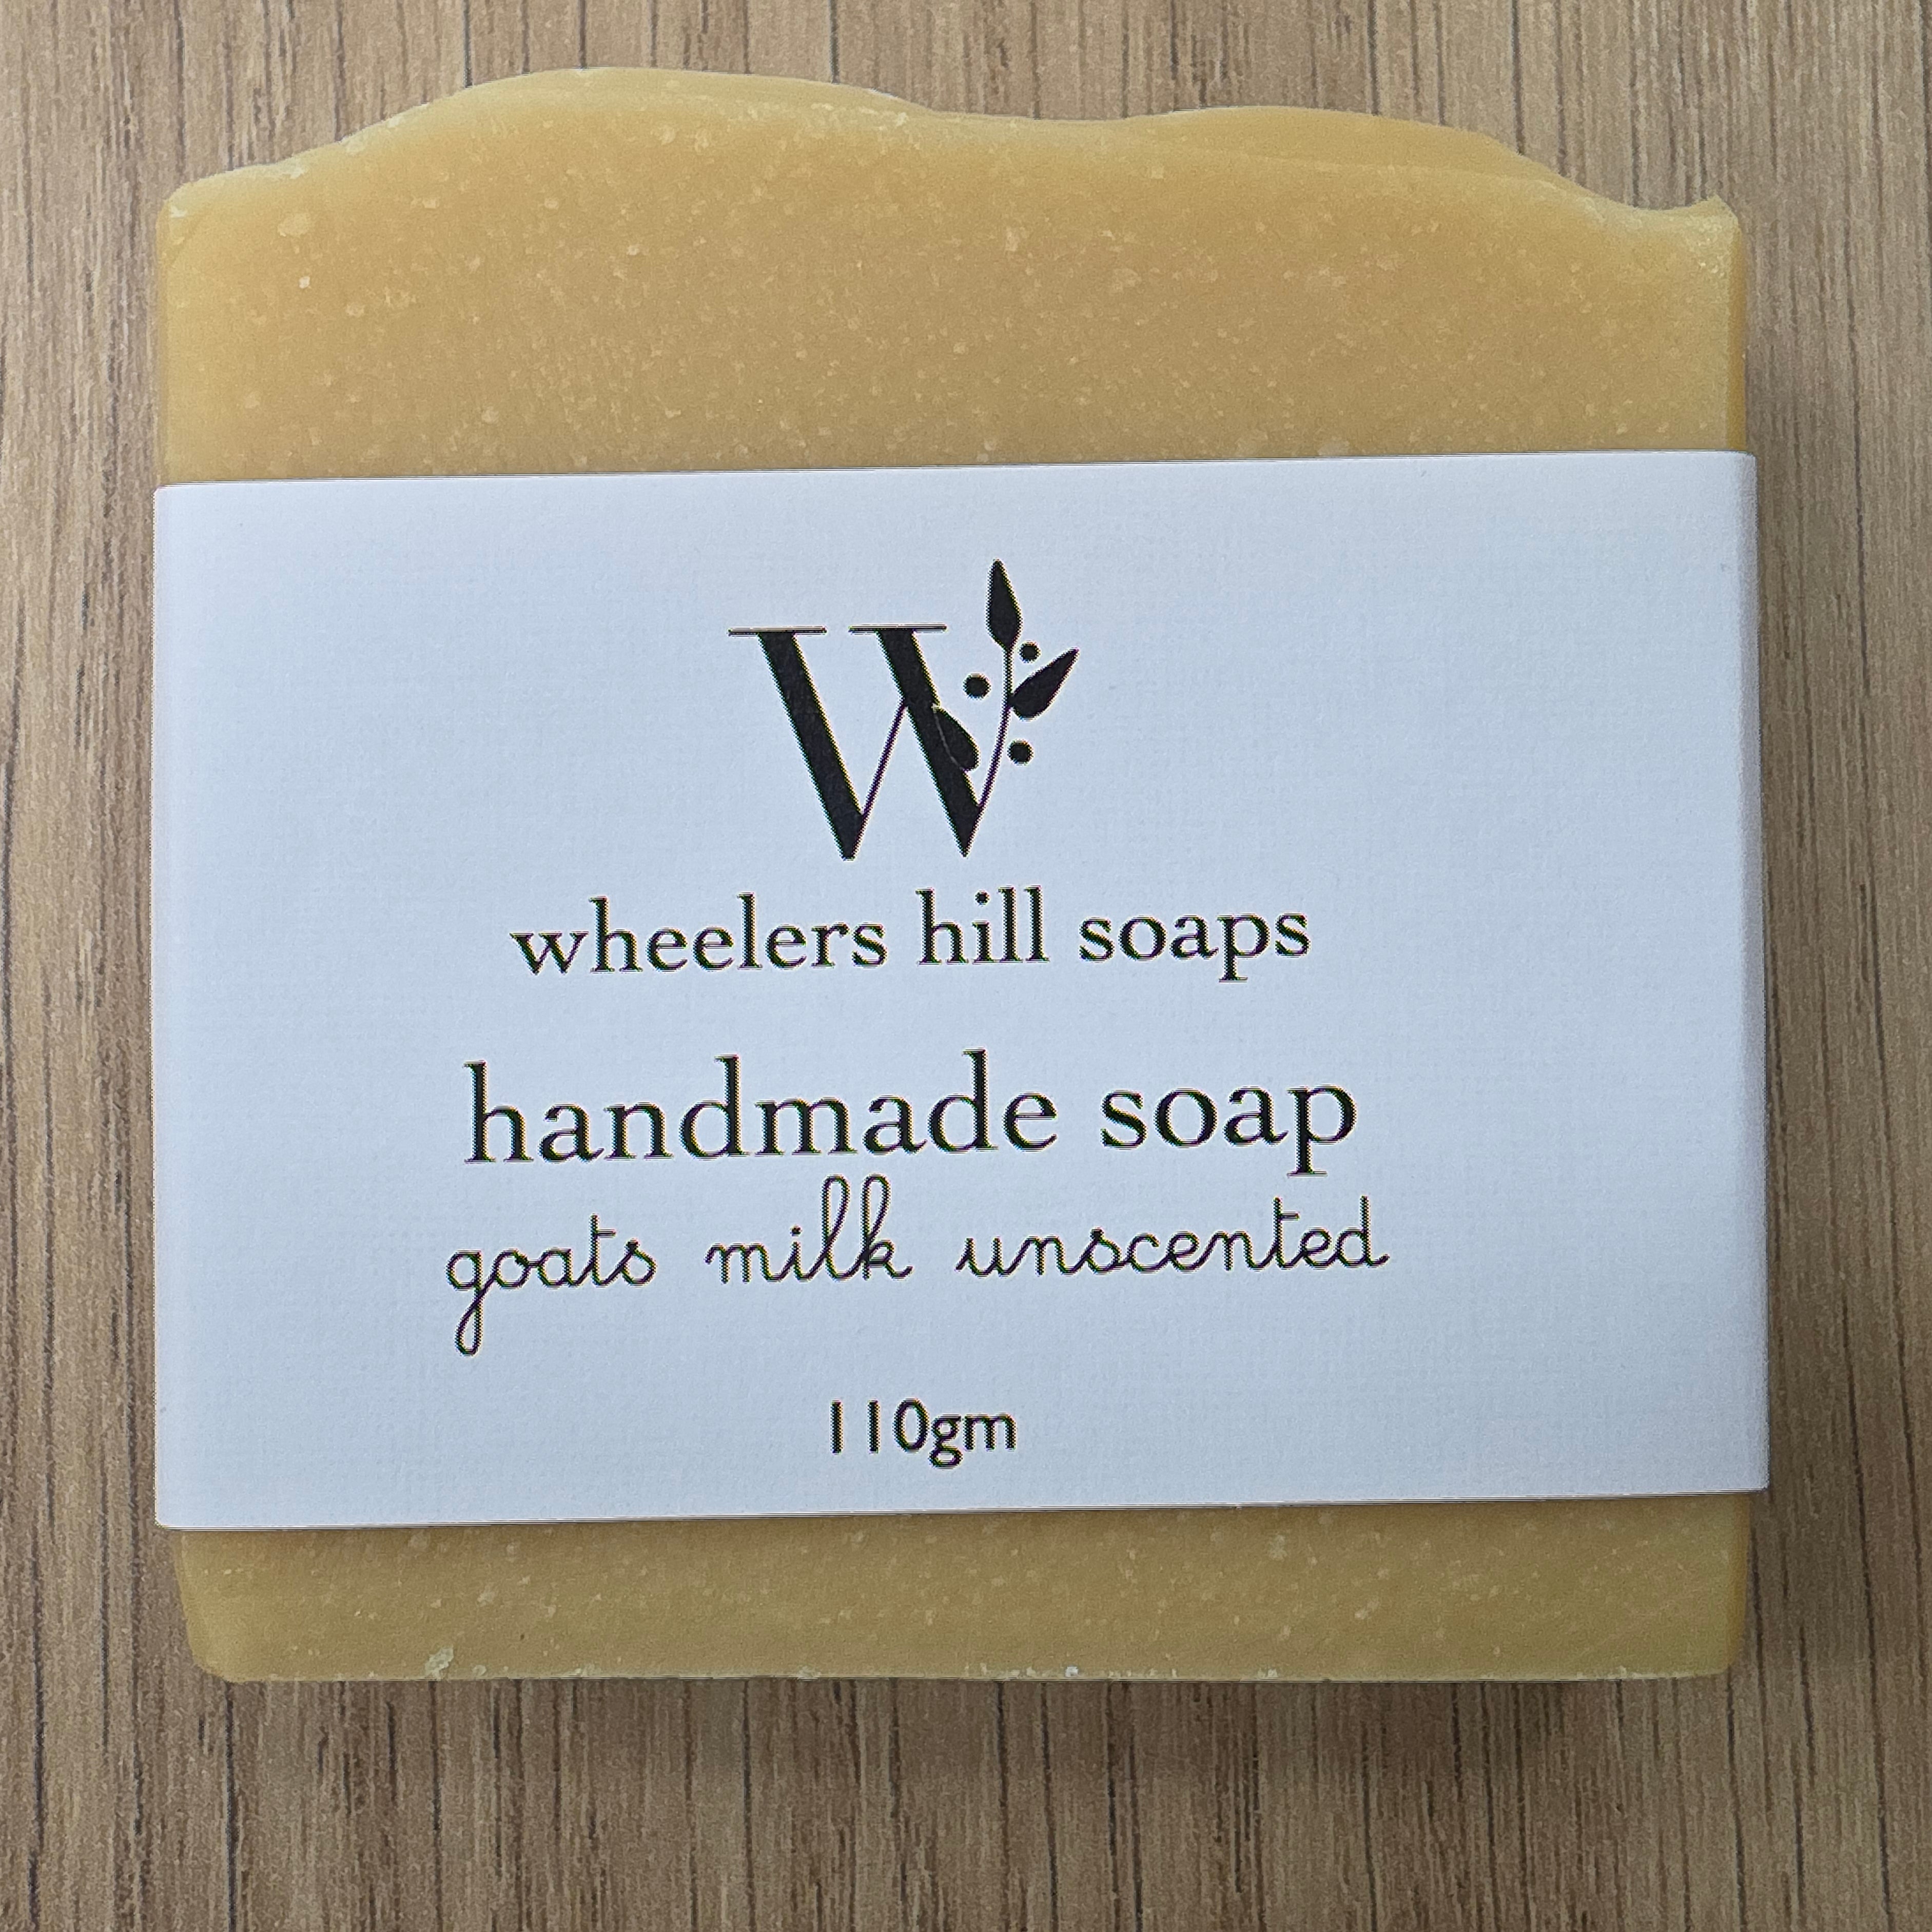 W
wheelers hill soaps
handmade soap
goats milk unscented
110gm